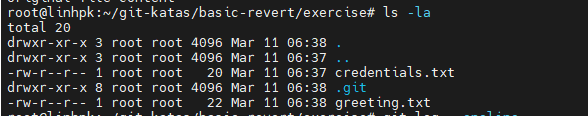 root@linhpk:~/git-katas/basic-revert/exercise# ls -la
total 20
drwxr-xr-x 3 root root 4096 Mar 11 06:38 .
drwxr-xr-x 3 root root 4096 Mar 11 06:37 ..
-rw-r--r-- 1 root root   20 Mar 11 06:37 credentials.txt
drwxr-xr-x 8 root root 4096 Mar 11 06:38 .git
-rw-r--r-- 1 root root   22 Mar 11 06:38 greeting.txt